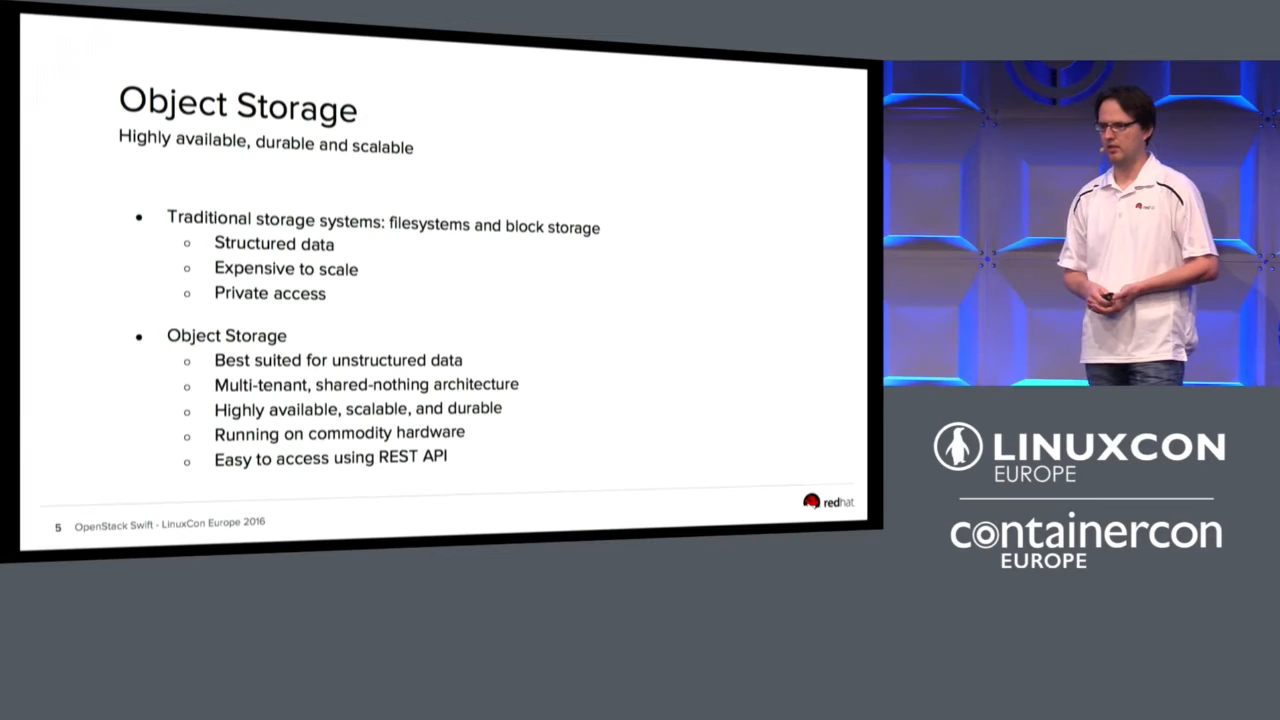 Object Storage
Highly available, durable and scalable
• Traditional storage systems: filesystems and block storage
○ Structured data
○ Expensive to scale
○ Private access
• Object Storage
○ Best suited for unstructured data
○ Multi-tenant, shared-nothing architecture
○ Highly available, scalable, and durable
○ Running on commodity hardware
○ Easy to access using REST API
redhat
5 OpenStack Swift - LinuxCon Europe 2016
LINUXCON
EUROPE
containercon
EUROPE